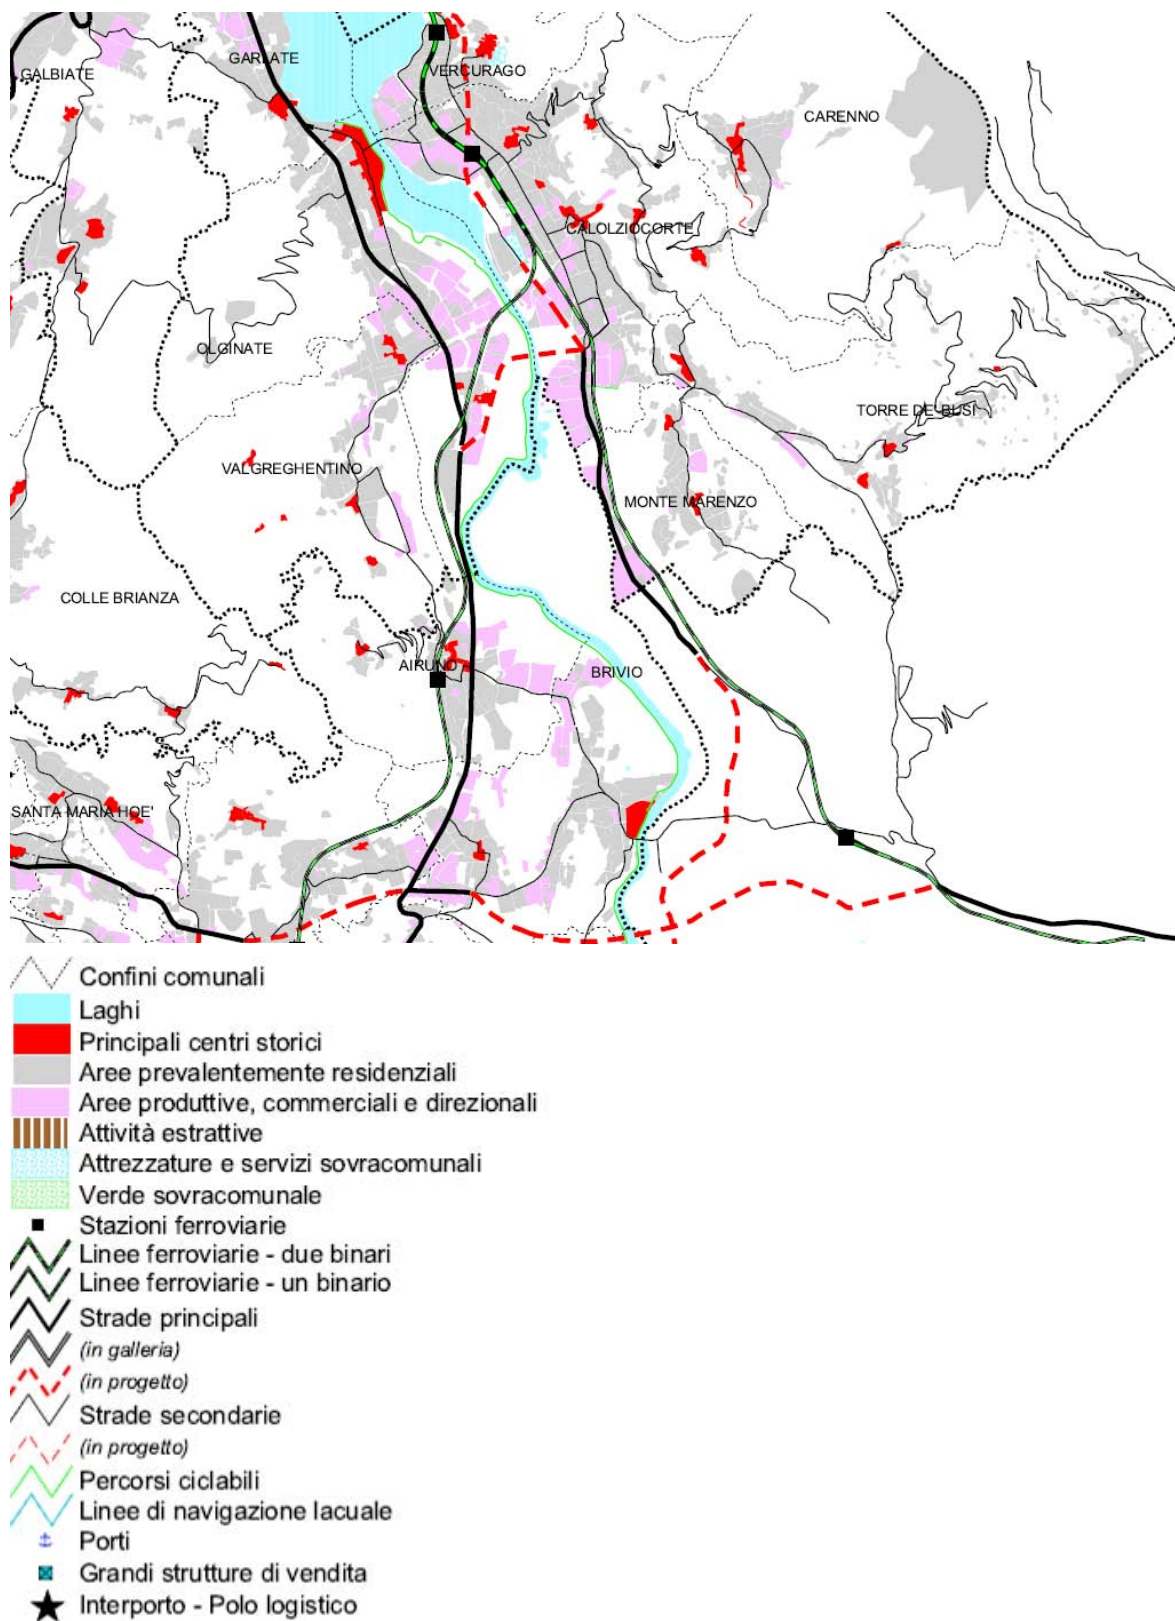 GARLATE
GALBIATE
VERCURAGO
CARENNO
CALOLZIOCORTE
OLGINATE
TORRE DE' BUSI
VALGREGHENTINO
MONTE MARENZO
COLLE BRIANZA
AIRUNO
BRIVIO
SANTA MARIA HOE'
Confini comunali
Laghi
Principali centri storici
Aree prevalentemente residenziali
Aree produttive, commerciali e direzionali
Attività estrattive
Attrezzature e servizi sovracomunali
Verde sovracomunale
Stazioni ferroviarie
Linee ferroviarie - due binari
Linee ferroviarie - un binario
Strade principali
(in galleria)
(in progetto)
Strade secondarie
(in progetto)
Percorsi ciclabili
Linee di navigazione lacuale
Porti
Grandi strutture di vendita
Interporto - Polo logistico